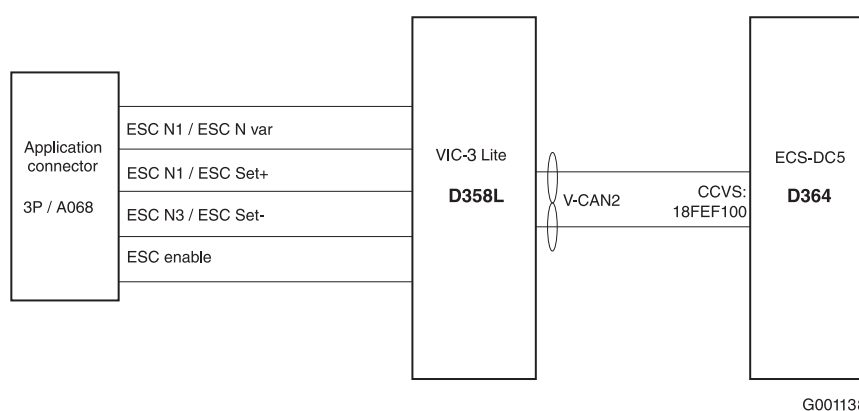 Application
connector
3P / A068
ESC N1 / ESC N var
ESC N1 / ESC Set+
ESC N3 / ESC Set-
ESC enable
VIC-3 Lite
D358L
V-CAN2
CCVS:
18FEF100
ECS-DC5
D364
G001138